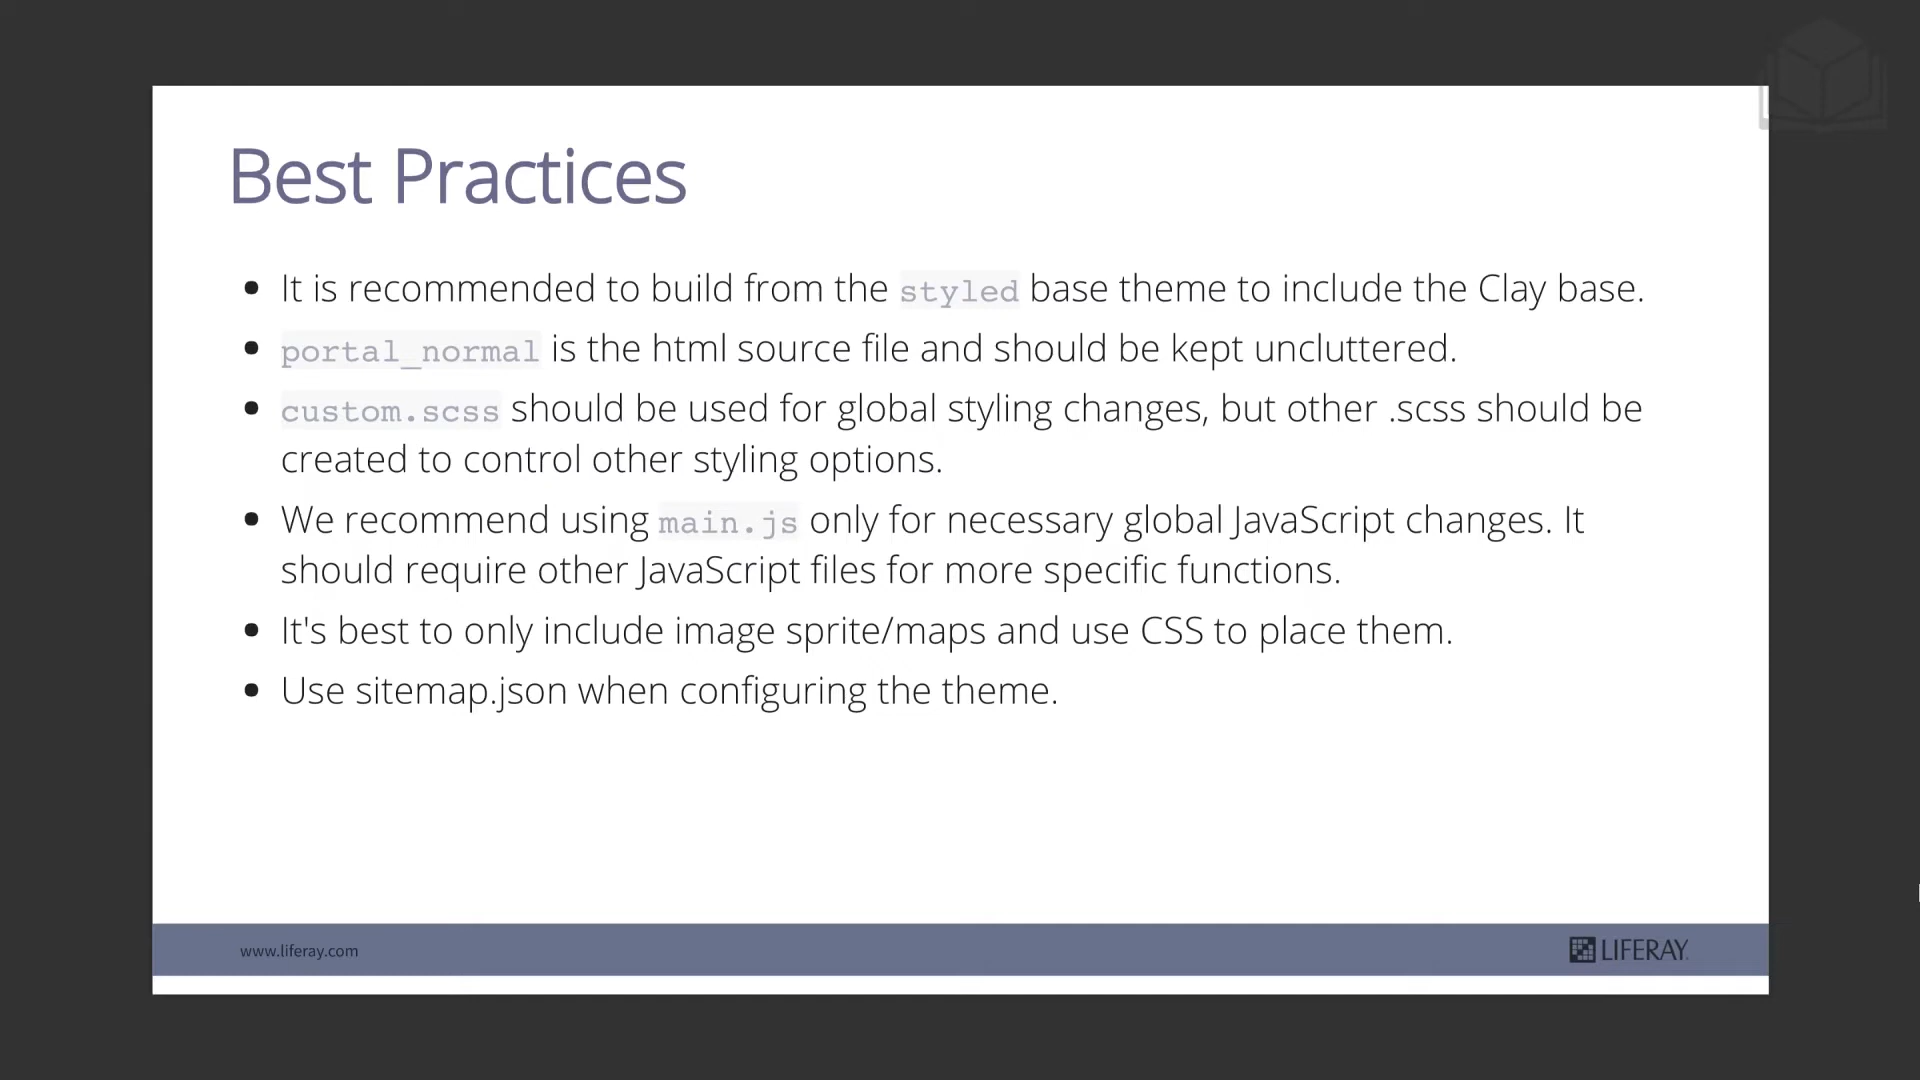 Best Practices
• It is recommended to build from the styled base theme to include the Clay base.
• portal_normal is the html source file and should be kept uncluttered.
• custom.scss should be used for global styling changes, but other .scss should be
created to control other styling options.
• We recommend using main.js only for necessary global JavaScript changes. It
should require other JavaScript files for more specific functions.
• It's best to only include image sprite/maps and use CSS to place them.
• Use sitemap.json when configuring the theme.
www.liferay.com
LIFERAY